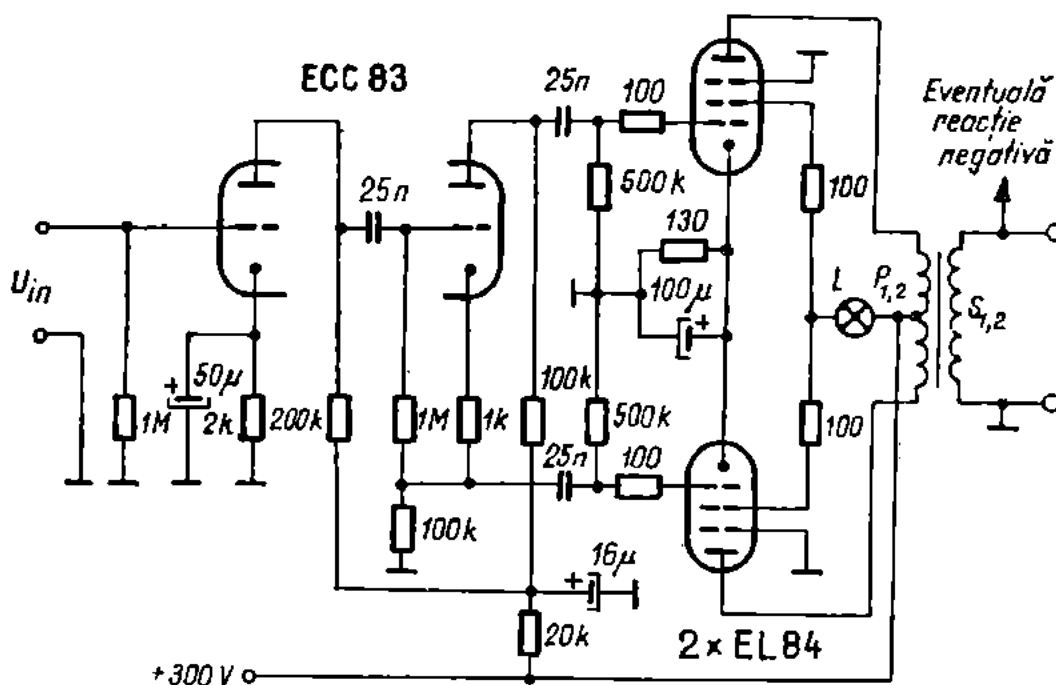 ECC 83
25n
100
Eventuală
reacție
negativă
25n
500k
100
130
U in
100µ
+
L
P1,2
S1,2
+
50µ
1M
2k
200k
1M
1k
100k
500k
100
25n
100
100k
16µ
+
20k
2 × EL84
+300 V